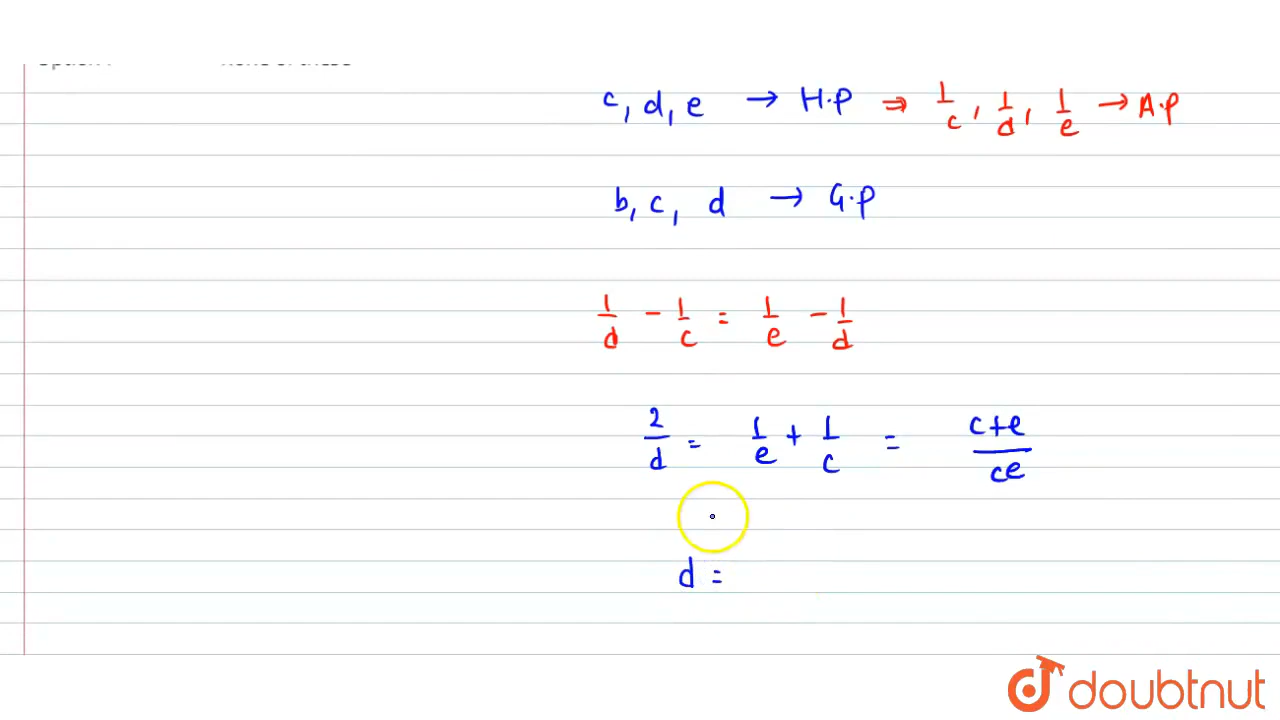 c, d, e → H.P ⇒ 1/c, 1/d, 1/e → A.P
b, c, d → G.P
1/d - 1/c = 1/e - 1/d
2/d = 1/e + 1/c = c+e/ce
d =
doubtnut